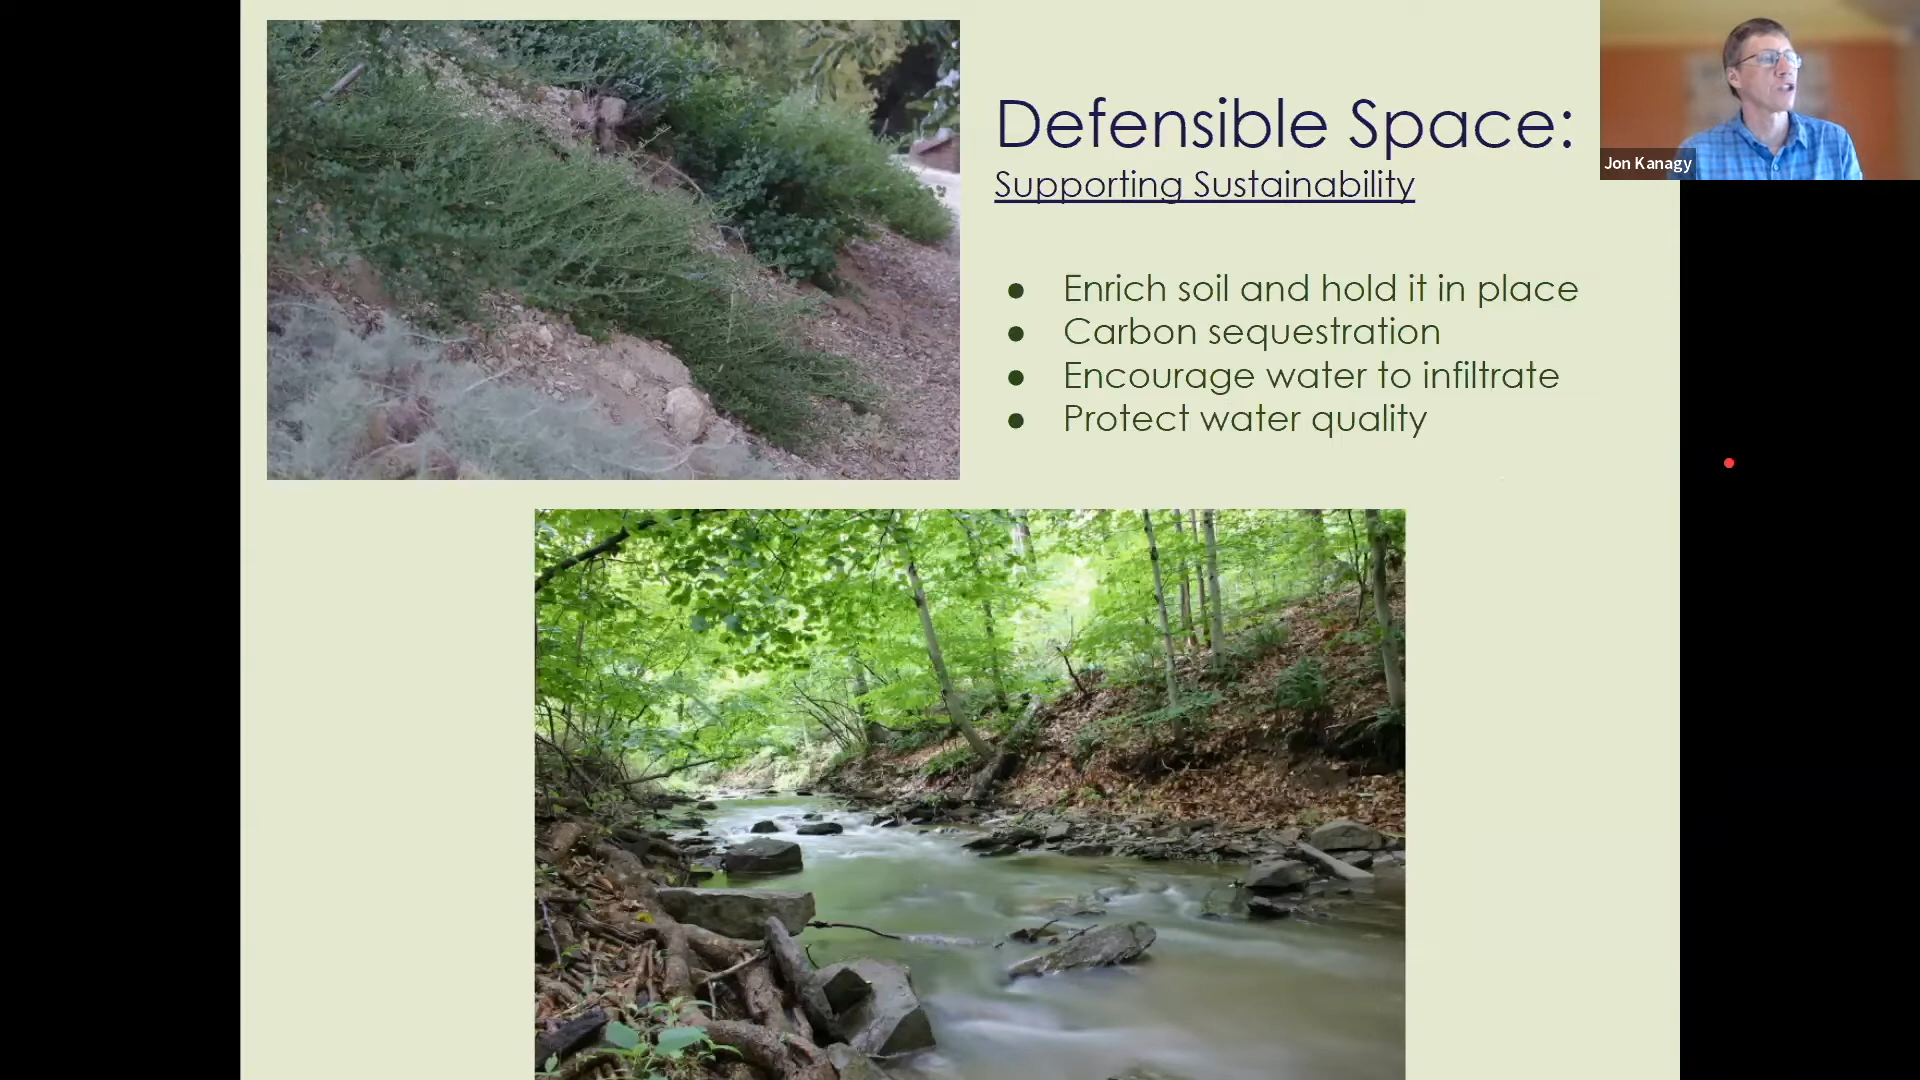 Defensible Space:
Supporting Sustainability
● Enrich soil and hold it in place
● Carbon sequestration
● Encourage water to infiltrate
● Protect water quality
Jon Kanagy